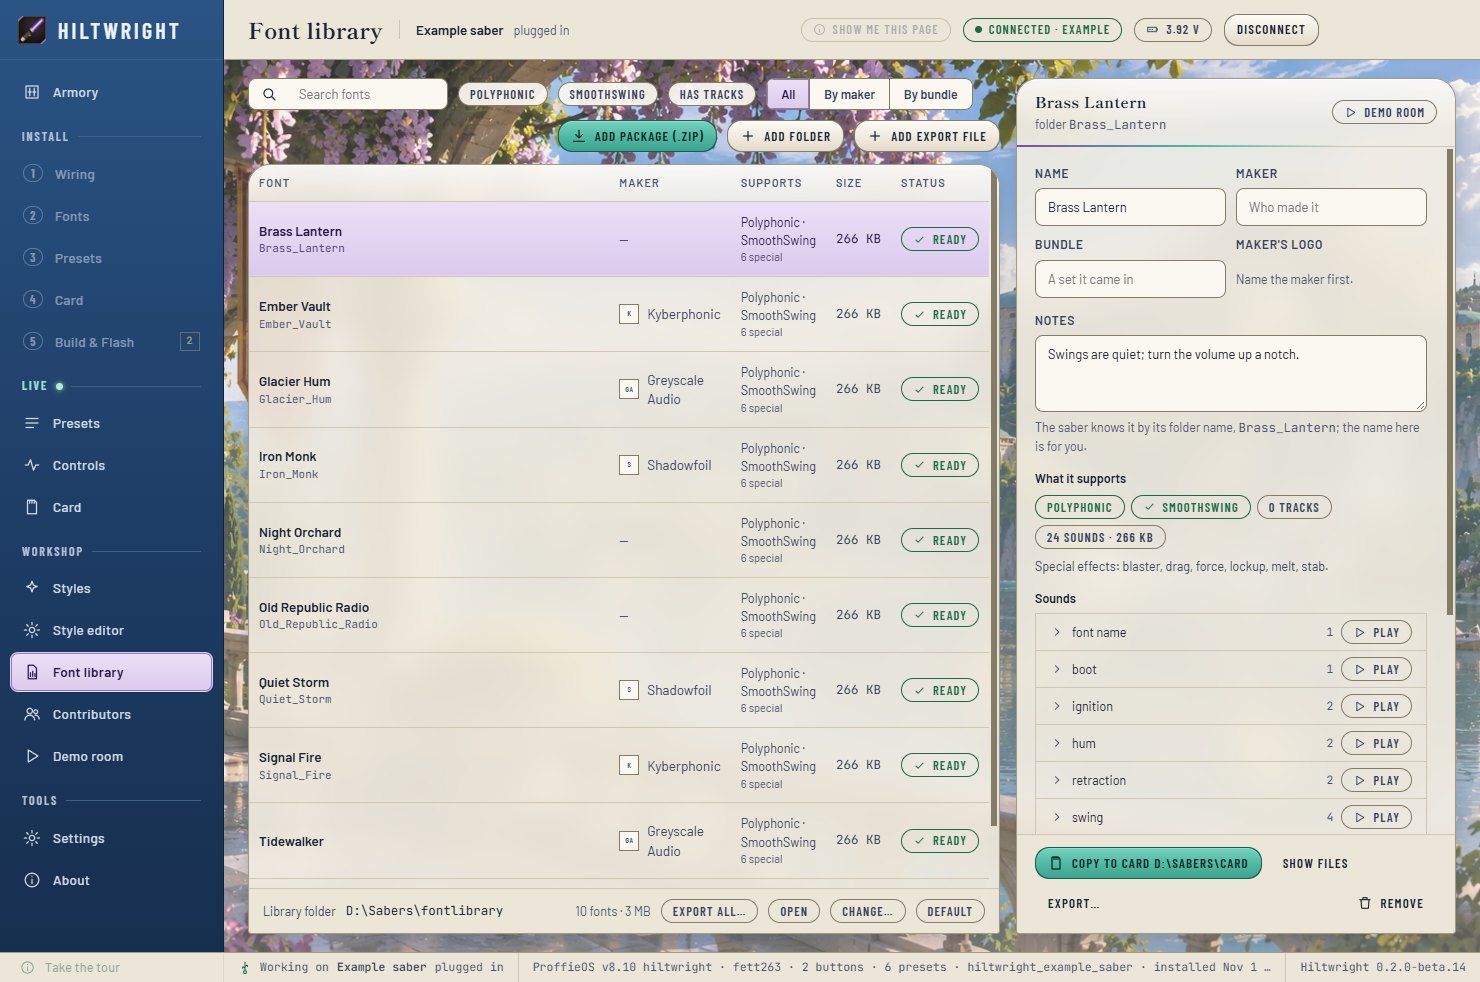 HILTWRIGHT
Font library
Example saber plugged in
SHOW ME THIS PAGE
CONNECTED · EXAMPLE
3.92 V
DISCONNECT
Armory
INSTALL
1 Wiring
2 Fonts
3 Presets
4 Card
5 Build & Flash 2
LIVE
Presets
Controls
Card
WORKSHOP
Styles
Style editor
Font library
Contributors
Demo room
TOOLS
Settings
About
Search fonts
POLYPHONIC
SMOOTHSWING
HAS TRACKS
All
By maker
By bundle
ADD PACKAGE (.ZIP)
ADD FOLDER
ADD EXPORT FILE
FONT MAKER SUPPORTS SIZE STATUS
Brass Lantern
Brass_Lantern
—
Polyphonic ·
SmoothSwing
6 special
266 KB
READY
Ember Vault
Ember_Vault
K Kyberphonic
Polyphonic ·
SmoothSwing
6 special
266 KB
READY
Glacier Hum
Glacier_Hum
GA Greyscale
Audio
Polyphonic ·
SmoothSwing
6 special
266 KB
READY
Iron Monk
Iron_Monk
S Shadowfoil
Polyphonic ·
SmoothSwing
6 special
266 KB
READY
Night Orchard
Night_Orchard
—
Polyphonic ·
SmoothSwing
6 special
266 KB
READY
Old Republic Radio
Old_Republic_Radio
—
Polyphonic ·
SmoothSwing
6 special
266 KB
READY
Quiet Storm
Quiet_Storm
S Shadowfoil
Polyphonic ·
SmoothSwing
6 special
266 KB
READY
Signal Fire
Signal_Fire
K Kyberphonic
Polyphonic ·
SmoothSwing
6 special
266 KB
READY
Tidewalker
GA Greyscale
Audio
Polyphonic ·
SmoothSwing
6 special
266 KB
READY
Library folder D:\Sabers\fontlibrary
10 fonts · 3 MB
EXPORT ALL...
OPEN
CHANGE...
DEFAULT
Brass Lantern
folder Brass_Lantern
DEMO ROOM
NAME
Brass Lantern
MAKER
Who made it
BUNDLE
A set it came in
MAKER'S LOGO
Name the maker first.
NOTES
Swings are quiet; turn the volume up a notch.
The saber knows it by its folder name, Brass_Lantern; the name here
is for you.
What it supports
POLYPHONIC
SMOOTHSWING
0 TRACKS
24 SOUNDS · 266 KB
Special effects: blaster, drag, force, lockup, melt, stab.
Sounds
font name 1 PLAY
boot 1 PLAY
ignition 2 PLAY
hum 2 PLAY
retraction 2 PLAY
swing 4 PLAY
COPY TO CARD D:\SABERS\CARD
SHOW FILES
EXPORT...
REMOVE
Take the tour
Working on Example saber plugged in
ProffieOS v8.10 hiltwright · fett263 · 2 buttons · 6 presets · hiltwright_example_saber · installed Nov 1 …
Hiltwright 0.2.0-beta.14